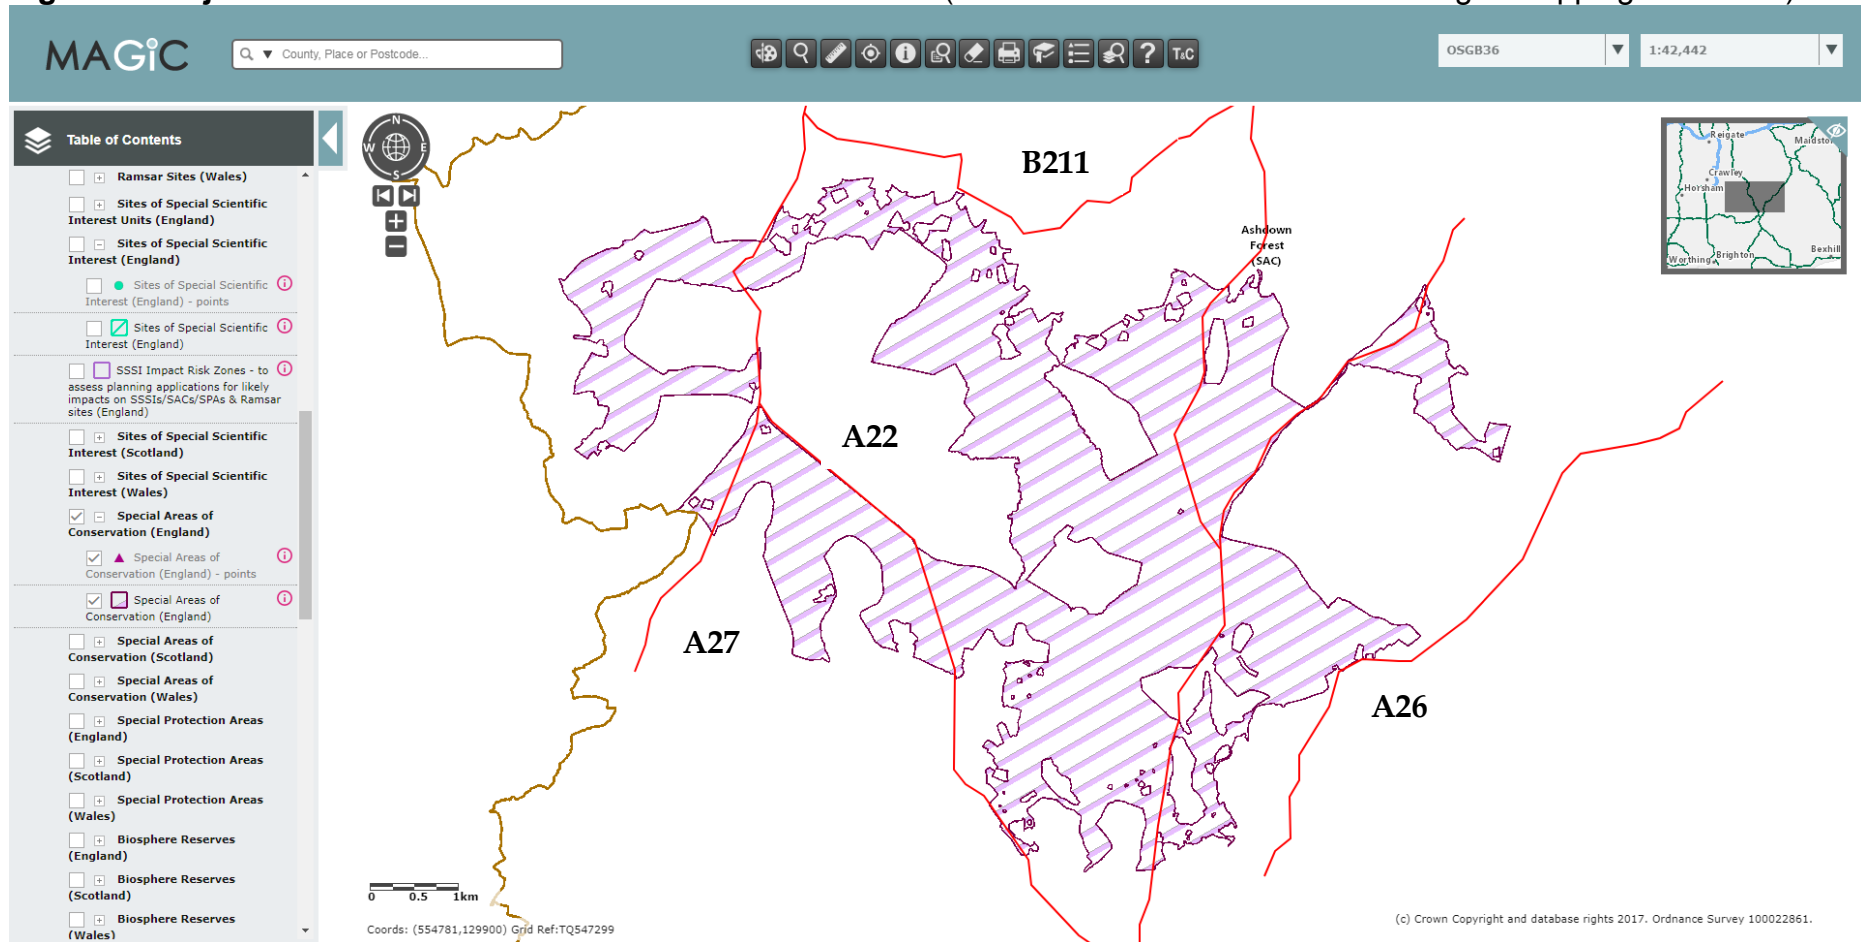 MAGiC
County, Place or Postcode...
T&C
OSGB36
1:42,442
Table of Contents
Ramsar Sites (Wales)
Sites of Special Scientific
Interest Units (England)
Sites of Special Scientific
Interest (England)
Sites of Special Scientific
Interest (England) - points
Sites of Special Scientific
Interest (England)
SSSI Impact Risk Zones - to
assess planning applications for likely
impacts on SSSIs/SACs/SPAs & Ramsar
sites (England)
Sites of Special Scientific
Interest (Scotland)
Sites of Special Scientific
Interest (Wales)
Special Areas of
Conservation (England)
Special Areas of
Conservation (England) - points
Special Areas of
Conservation (England)
Special Areas of
Conservation (Scotland)
Special Areas of
Conservation (Wales)
Special Protection Areas
(England)
Special Protection Areas
(Scotland)
Special Protection Areas
(Wales)
Biosphere Reserves
(England)
Biosphere Reserves
(Scotland)
Biosphere Reserves
(Wales)
N
W E
S
B211
Ashdown
Forest
(SAC)
A22
A27
A26
Reigate
Maidston
Crawley
Horsham
Bexhill
Worthing
Brighton
0 0.5 1km
Coords: (554781,129900) Grid Ref:TQ547299
(c) Crown Copyright and database rights 2017. Ordnance Survey 100022861.